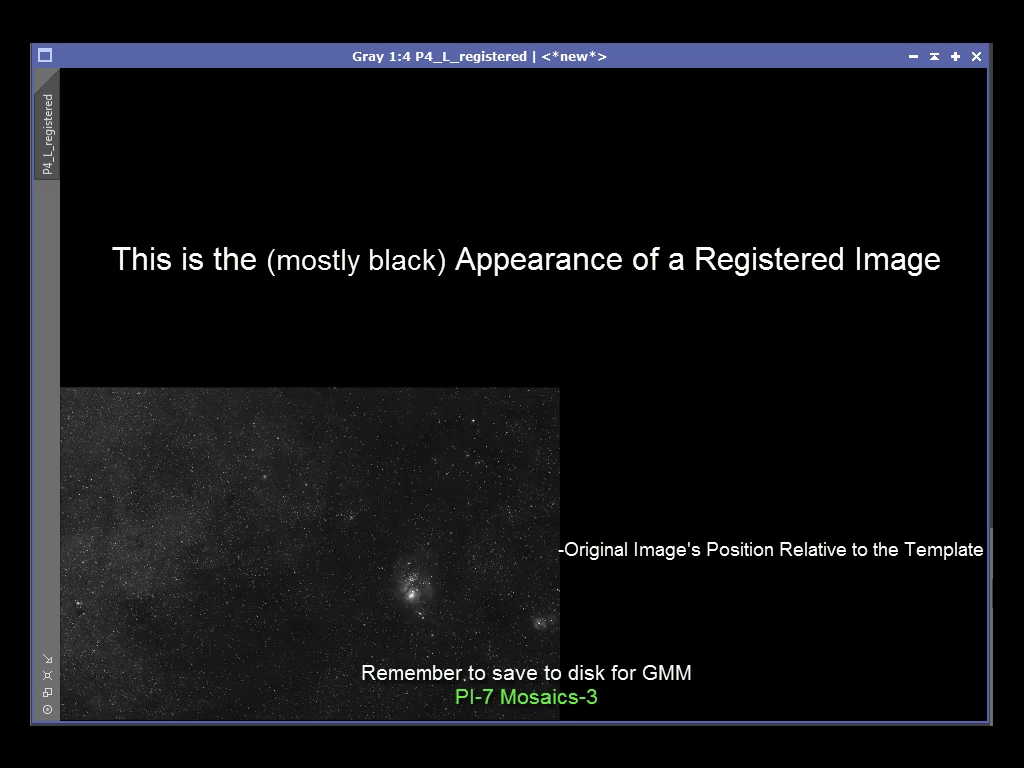 Gray 1:4 P4_L_registered | <*new*>
P4_L_registered
This is the (mostly black) Appearance of a Registered Image
-Original Image's Position Relative to the Template
Remember to save to disk for GMM
PI-7 Mosaics-3